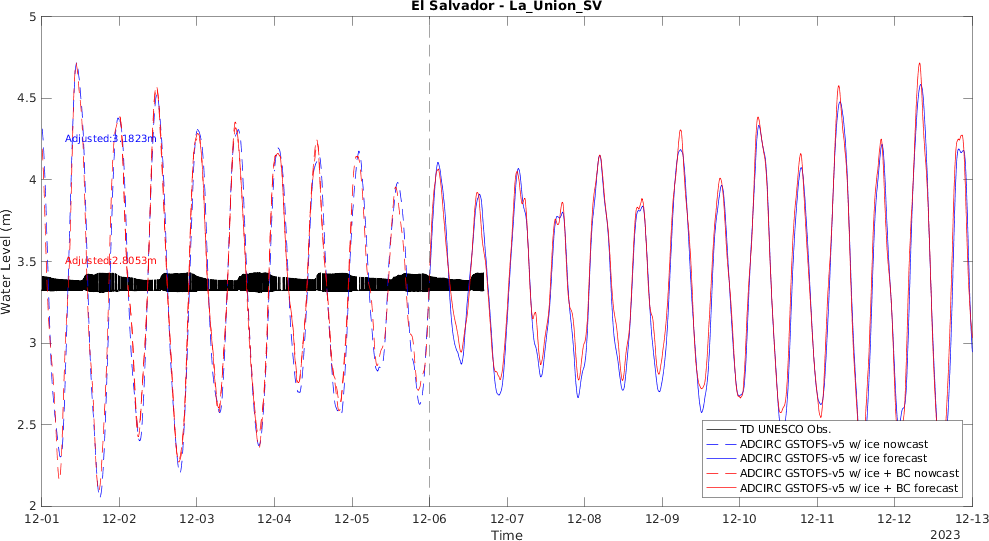 El Salvador - La_Union_SV
5
4.5
4
3.5
3
2.5
2
Water Level (m)
Adjusted:3.1823m
Adjusted:2.8053m
TD UNESCO Obs.
ADCIRC GSTOFS-v5 w/ ice nowcast
ADCIRC GSTOFS-v5 w/ ice forecast
ADCIRC GSTOFS-v5 w/ ice + BC nowcast
ADCIRC GSTOFS-v5 w/ ice + BC forecast
12-01 12-02 12-03 12-04 12-05 12-06 12-07 12-08 12-09 12-10 12-11 12-12 12-13
Time
2023